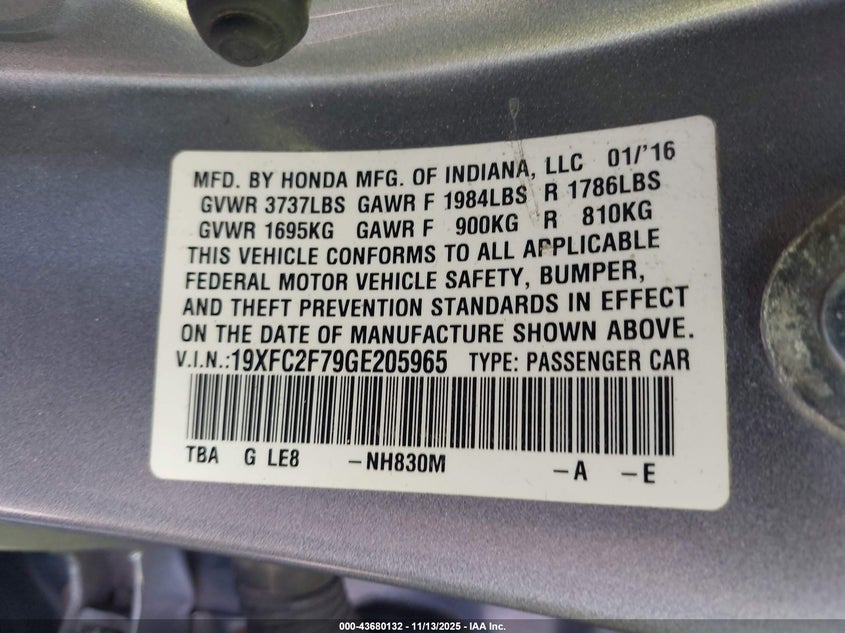 MFD. BY HONDA MFG. OF INDIANA, LLC 01/'16
GVWR 3737LBS GAWR F 1984LBS R 1786LBS
GVWR 1695KG GAWR F 900KG R 810KG
THIS VEHICLE CONFORMS TO ALL APPLICABLE
FEDERAL MOTOR VEHICLE SAFETY, BUMPER,
AND THEFT PREVENTION STANDARDS IN EFFECT
ON THE DATE OF MANUFACTURE SHOWN ABOVE.
V.I.N.:19XFC2F79GE205965 TYPE: PASSENGER CAR
TBA G LE8 -NH830M -A -E
000-43680132 - 11/13/2025 - IAA Inc.